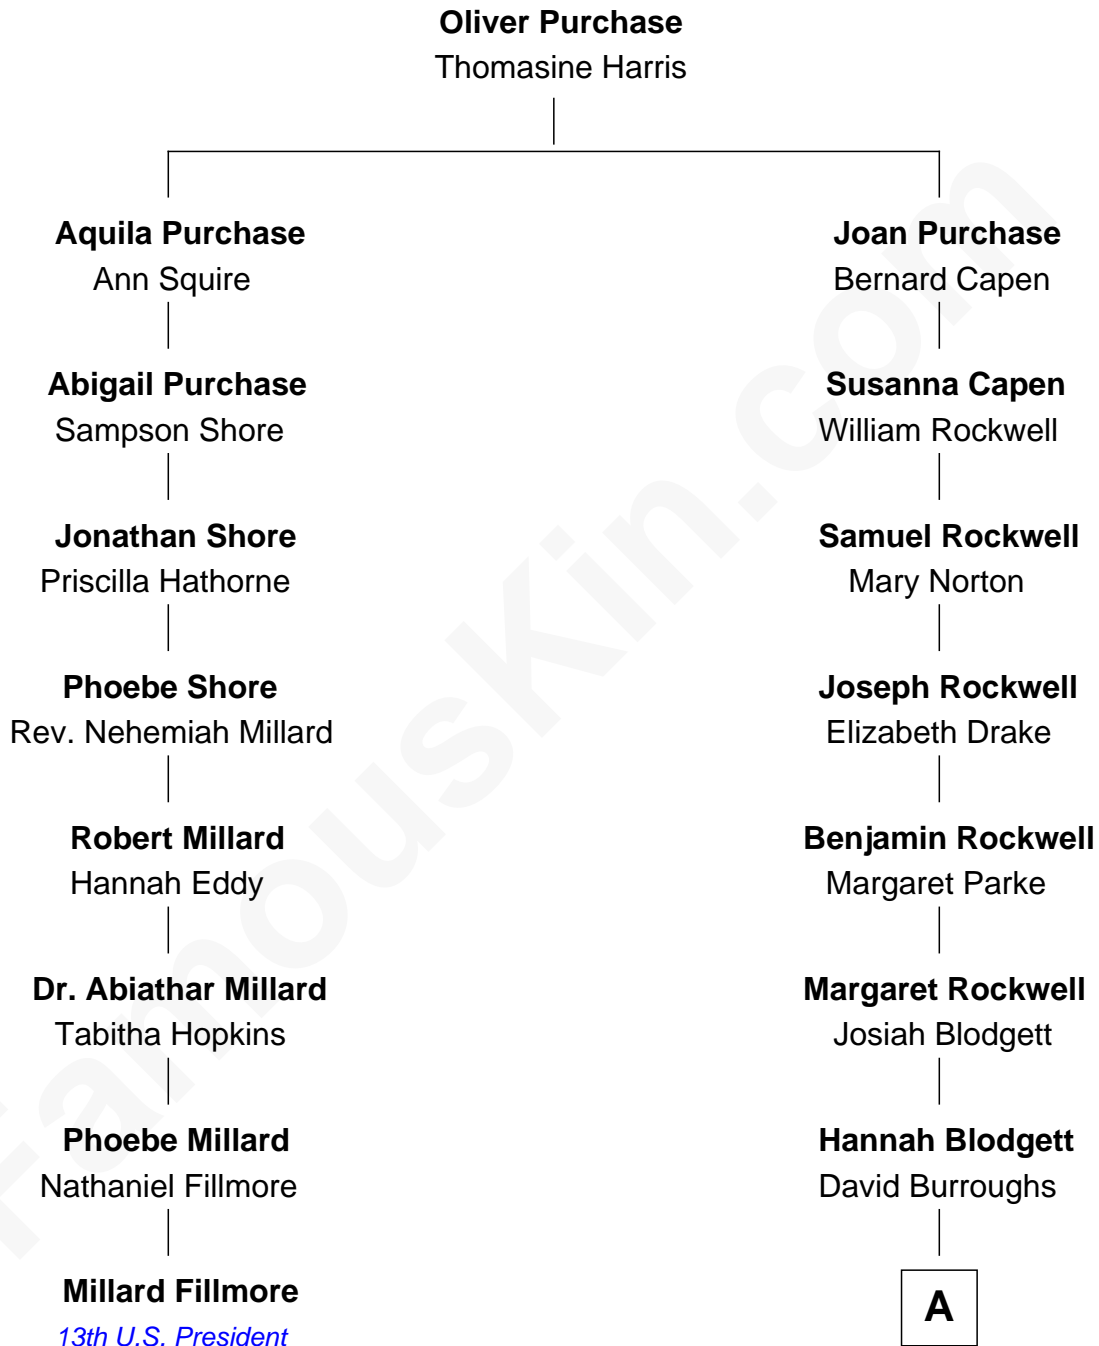 Oliver Purchase
Thomasine Harris
Aquila Purchase
Ann Squire
Joan Purchase
Bernard Capen
Abigail Purchase
Sampson Shore
Susanna Capen
William Rockwell
Jonathan Shore
Priscilla Hathorne
Samuel Rockwell
Mary Norton
Phoebe Shore
Rev. Nehemiah Millard
Joseph Rockwell
Elizabeth Drake
Robert Millard
Hannah Eddy
Benjamin Rockwell
Margaret Parke
Dr. Abiathar Millard
Tabitha Hopkins
Margaret Rockwell
Josiah Blodgett
Phoebe Millard
Nathaniel Fillmore
Hannah Blodgett
David Burroughs
Millard Fillmore
13th U.S. President
A
FamousKin.com